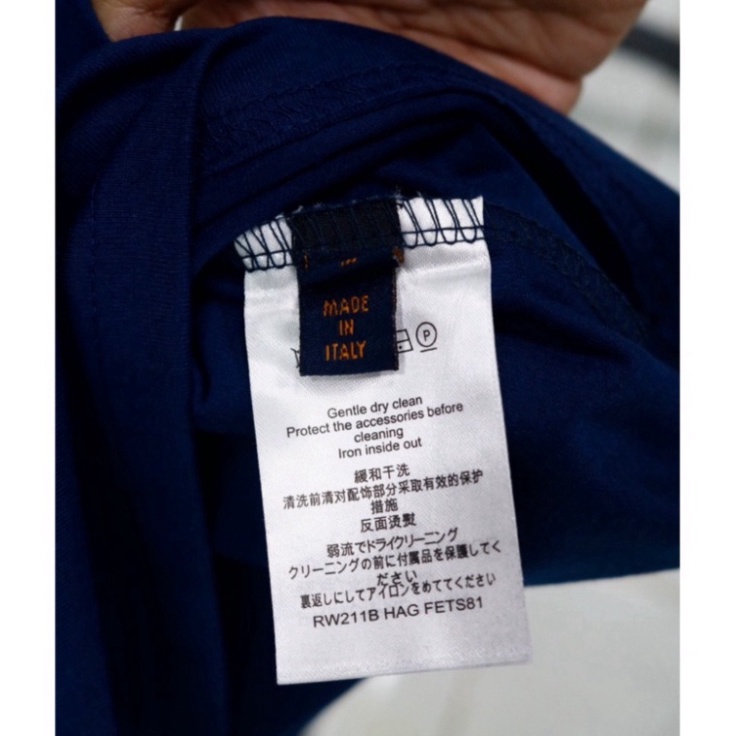 MADE
IN
ITALY
P
Gentle dry clean
Protect the accessories before
cleaning
Iron inside out
緩和干洗
清洗前清对配饰部分采取有效的保护
措施
反面烫熨
弱流でドライクリーニング
クリーニングの前に付属品を保護してく
ださい
裏返しにしてアイロンをめててください
RW211B HAG FETS81